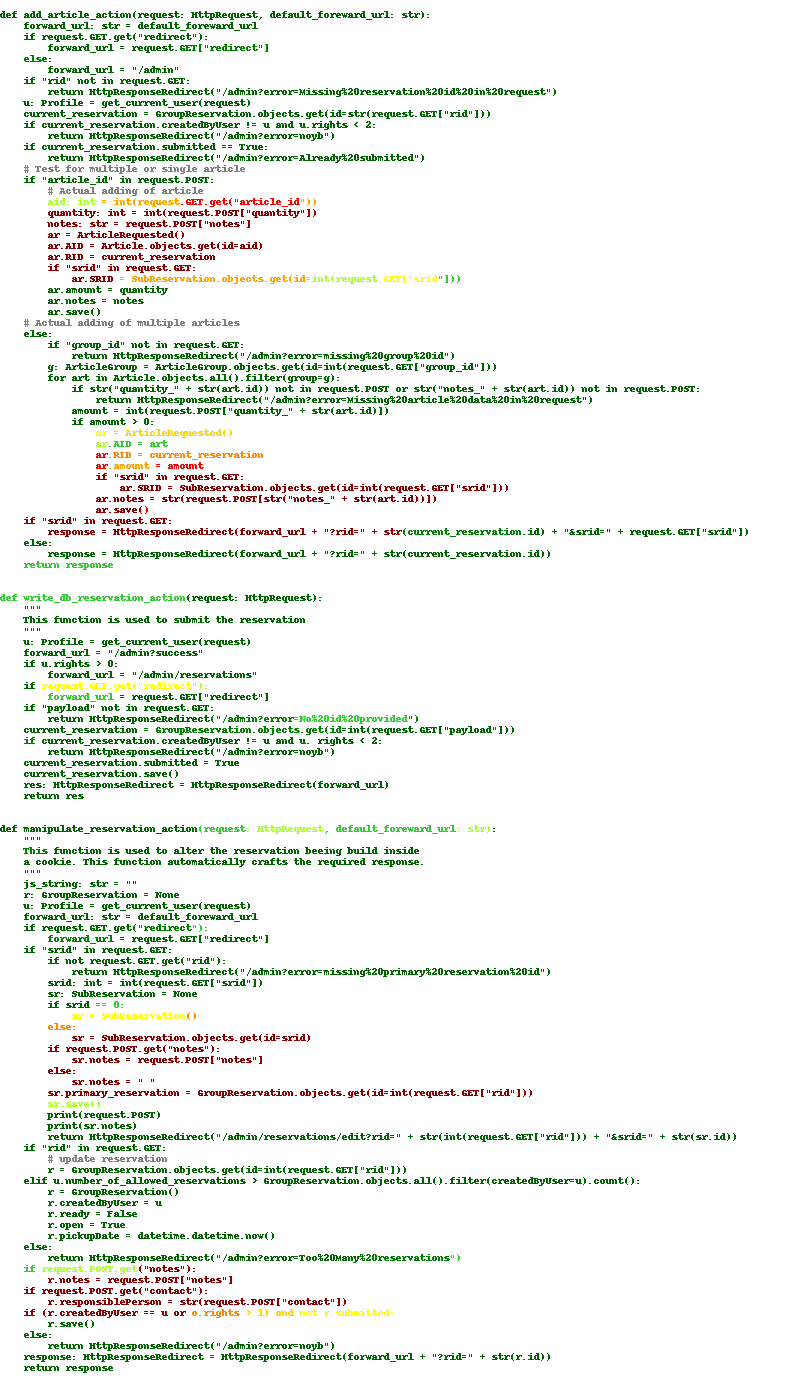 def add_article_action(request: HttpRequest, default_foreward_url: str):
    forward_url: str = default_foreward_url
    if request.GET.get("redirect"):
        forward_url = request.GET["redirect"]
    else:
        forward_url = "/admin"
    if "rid" not in request.GET:
        return HttpResponseRedirect("/admin?error=Missing%20reservation%20id%20in%20request")
    u: Profile = get_current_user(request)
    current_reservation = GroupReservation.objects.get(id=str(request.GET["rid"]))
    if current_reservation.createdByUser != u and u.rights < 2:
        return HttpResponseRedirect("/admin?error=noyb")
    if current_reservation.submitted == True:
        return HttpResponseRedirect("/admin?error=Already%20submitted")
    # Test for multiple or single article
    if "article_id" in request.POST:
        # Actual adding of article
        aid: int = int(request.GET.get("article_id"))
        quantity: int = int(request.POST["quantity"])
        notes: str = request.POST["notes"]
        ar = ArticleRequested()
        ar.AID = Article.objects.get(id=aid)
        ar.RID = current_reservation
        if "srid" in request.GET:
            ar.SRID = SubReservation.objects.get(id=int(request.GET["srid"]))
        ar.amount = quantity
        ar.notes = notes
        ar.save()
    # Actual adding of multiple articles
    else:
        if "group_id" not in request.GET:
            return HttpResponseRedirect("/admin?error=missing%20group%20id")
        g: ArticleGroup = ArticleGroup.objects.get(id=int(request.GET["group_id"]))
        for art in Article.objects.all().filter(group=g):
            if str("quantity_" + str(art.id)) not in request.POST or str("notes_" + str(art.id)) not in request.POST:
                return HttpResponseRedirect("/admin?error=Missing%20article%20data%20in%20request")
            amount = int(request.POST["quantity_" + str(art.id)])
            if amount > 0:
                ar = ArticleRequested()
                ar.AID = art
                ar.RID = current_reservation
                ar.amount = amount
                if "srid" in request.GET:
                    ar.SRID = SubReservation.objects.get(id=int(request.GET["srid"]))
                ar.notes = str(request.POST[str("notes_" + str(art.id))])
                ar.save()
    if "srid" in request.GET:
        response = HttpResponseRedirect(forward_url + "?rid=" + str(current_reservation.id) + "&srid=" + request.GET["srid"])
    else:
        response = HttpResponseRedirect(forward_url + "?rid=" + str(current_reservation.id))
    return response


def write_db_reservation_action(request: HttpRequest):
    """
    This function is used to submit the reservation
    """
    u: Profile = get_current_user(request)
    forward_url = "/admin?success"
    if u.rights > 0:
        forward_url = "/admin/reservations"
    if request.GET.get("redirect"):
        forward_url = request.GET["redirect"]
    if "payload" not in request.GET:
        return HttpResponseRedirect("/admin?error=No%20id%20provided")
    current_reservation = GroupReservation.objects.get(id=int(request.GET["payload"]))
    if current_reservation.createdByUser != u and u. rights < 2:
        return HttpResponseRedirect("/admin?error=noyb")
    current_reservation.submitted = True
    current_reservation.save()
    res: HttpResponseRedirect = HttpResponseRedirect(forward_url)
    return res


def manipulate_reservation_action(request: HttpRequest, default_foreward_url: str):
    """
    This function is used to alter the reservation beeing build inside
    a cookie. This function automatically crafts the required response.
    """
    js_string: str = ""
    r: GroupReservation = None
    u: Profile = get_current_user(request)
    forward_url: str = default_foreward_url
    if request.GET.get("redirect"):
        forward_url = request.GET["redirect"]
    if "srid" in request.GET:
        if not request.GET.get("rid"):
            return HttpResponseRedirect("/admin?error=missing%20primary%20reservation%20id")
        srid: int = int(request.GET["srid"])
        sr: SubReservation = None
        if srid == 0:
            sr = SubReservation()
        else:
            sr = SubReservation.objects.get(id=srid)
        if request.POST.get("notes"):
            sr.notes = request.POST["notes"]
        else:
            sr.notes = " "
        sr.primary_reservation = GroupReservation.objects.get(id=int(request.GET["rid"]))
        sr.save()
        print(request.POST)
        print(sr.notes)
        return HttpResponseRedirect("/admin/reservations/edit?rid=" + str(int(request.GET["rid"])) + "&srid=" + str(sr.id))
    if "rid" in request.GET:
        # update reservation
        r = GroupReservation.objects.get(id=int(request.GET["rid"]))
    elif u.number_of_allowed_reservations > GroupReservation.objects.all().filter(createdByUser=u).count():
        r = GroupReservation()
        r.createdByUser = u
        r.ready = False
        r.open = True
        r.pickupDate = datetime.datetime.now()
    else:
        return HttpResponseRedirect("/admin?error=Too%20Many%20reservations")
    if request.POST.get("notes"):
        r.notes = request.POST["notes"]
    if request.POST.get("contact"):
        r.responsiblePerson = str(request.POST["contact"])
    if (r.createdByUser == u or o.rights > 1) and not r.submitted:
        r.save()
    else:
        return HttpResponseRedirect("/admin?error=noyb")
    response: HttpResponseRedirect = HttpResponseRedirect(forward_url + "?rid=" + str(r.id))
    return response